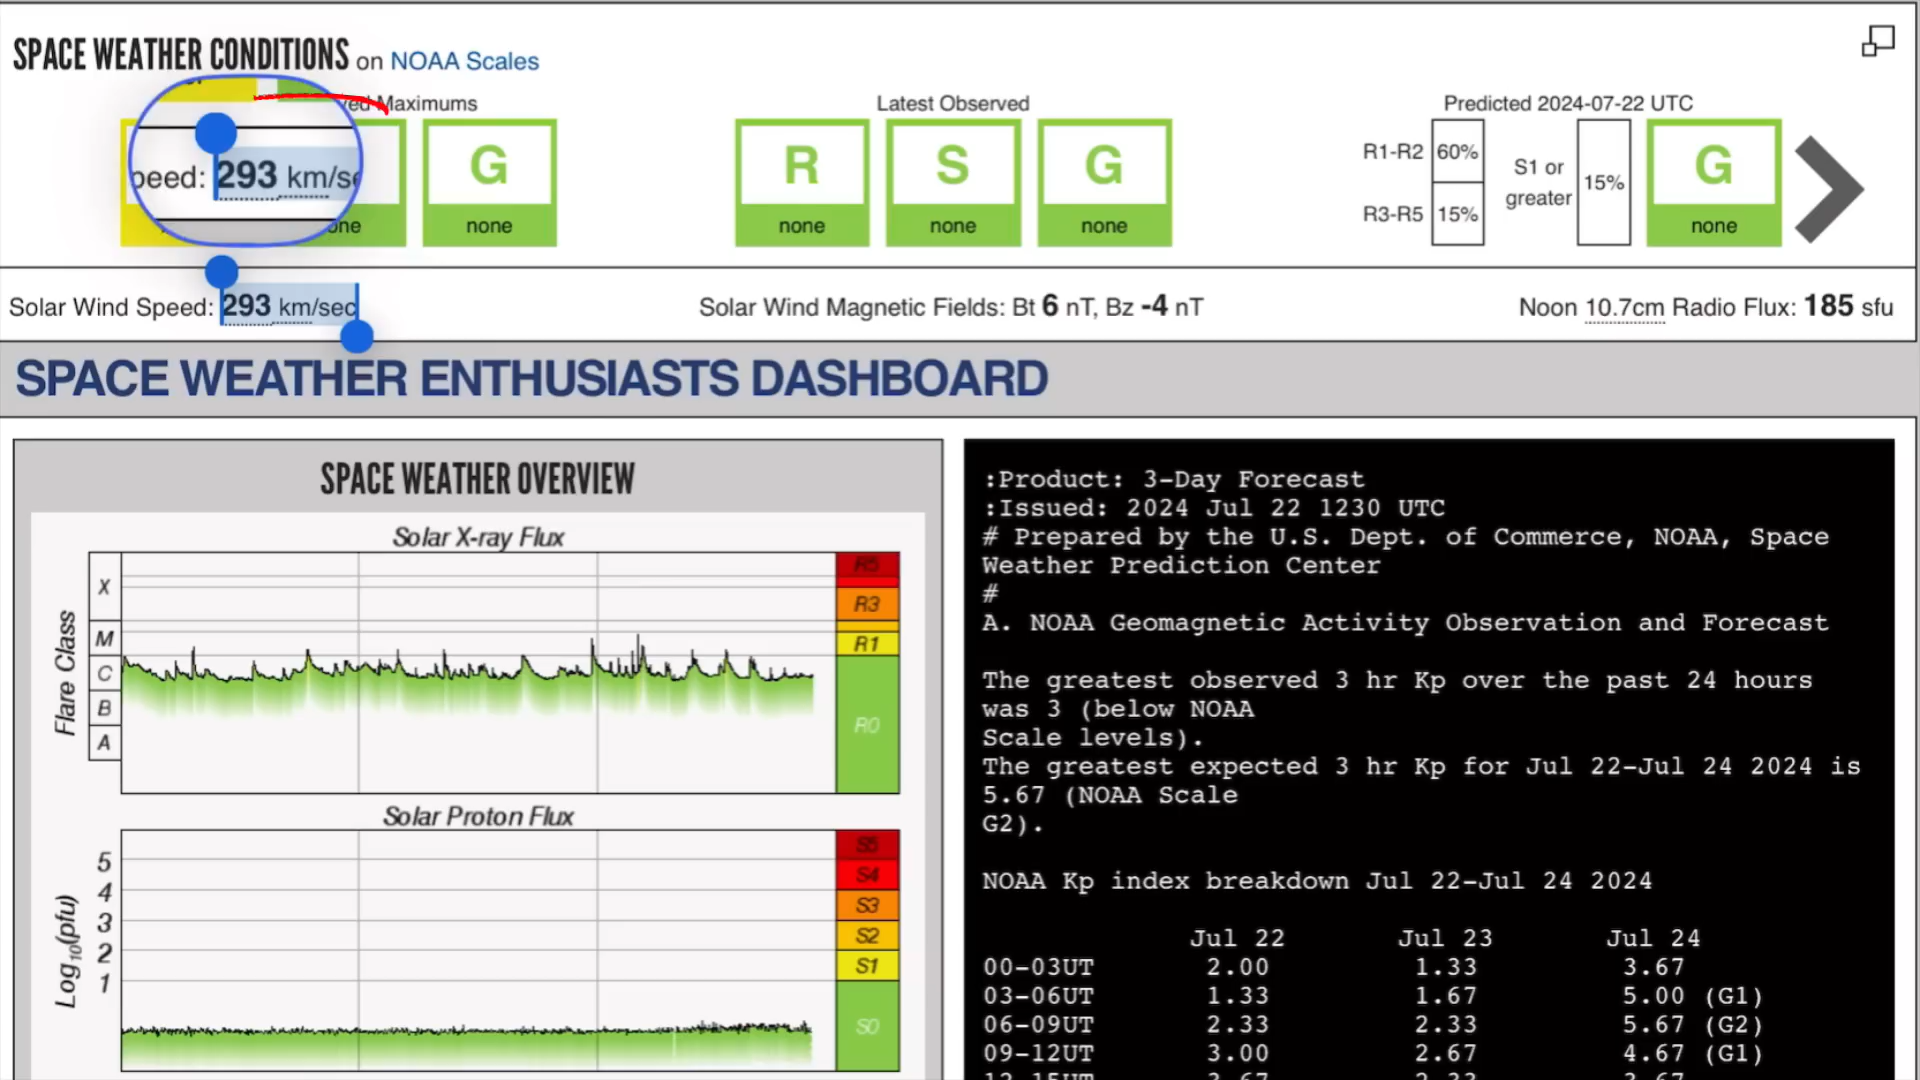 SPACE WEATHER CONDITIONS on NOAA Scales
Maximums
Latest Observed
Predicted 2024-07-22 UTC
peed: 293 km/se
G
none
R
none
S
none
G
none
R1-R2 60%
R3-R5 15%
S1 or
greater
15%
G
none
Solar Wind Speed: 293 km/sec
Solar Wind Magnetic Fields: Bt 6 nT, Bz -4 nT
Noon 10.7cm Radio Flux: 185 sfu
SPACE WEATHER ENTHUSIASTS DASHBOARD
SPACE WEATHER OVERVIEW
Solar X-ray Flux
Flare Class
X
M
C
B
A
R5
R3
R1
R0
Solar Proton Flux
Log10(pfu)
5
4
3
2
1
S5
S4
S3
S2
S1
S0
:Product: 3-Day Forecast
:Issued: 2024 Jul 22 1230 UTC
# Prepared by the U.S. Dept. of Commerce, NOAA, Space
Weather Prediction Center
#
A. NOAA Geomagnetic Activity Observation and Forecast
The greatest observed 3 hr Kp over the past 24 hours
was 3 (below NOAA
Scale levels).
The greatest expected 3 hr Kp for Jul 22-Jul 24 2024 is
5.67 (NOAA Scale
G2).
NOAA Kp index breakdown Jul 22-Jul 24 2024
Jul 22 Jul 23 Jul 24
00-03UT 2.00 1.33 3.67
03-06UT 1.33 1.67 5.00 (G1)
06-09UT 2.33 2.33 5.67 (G2)
09-12UT 3.00 2.67 4.67 (G1)